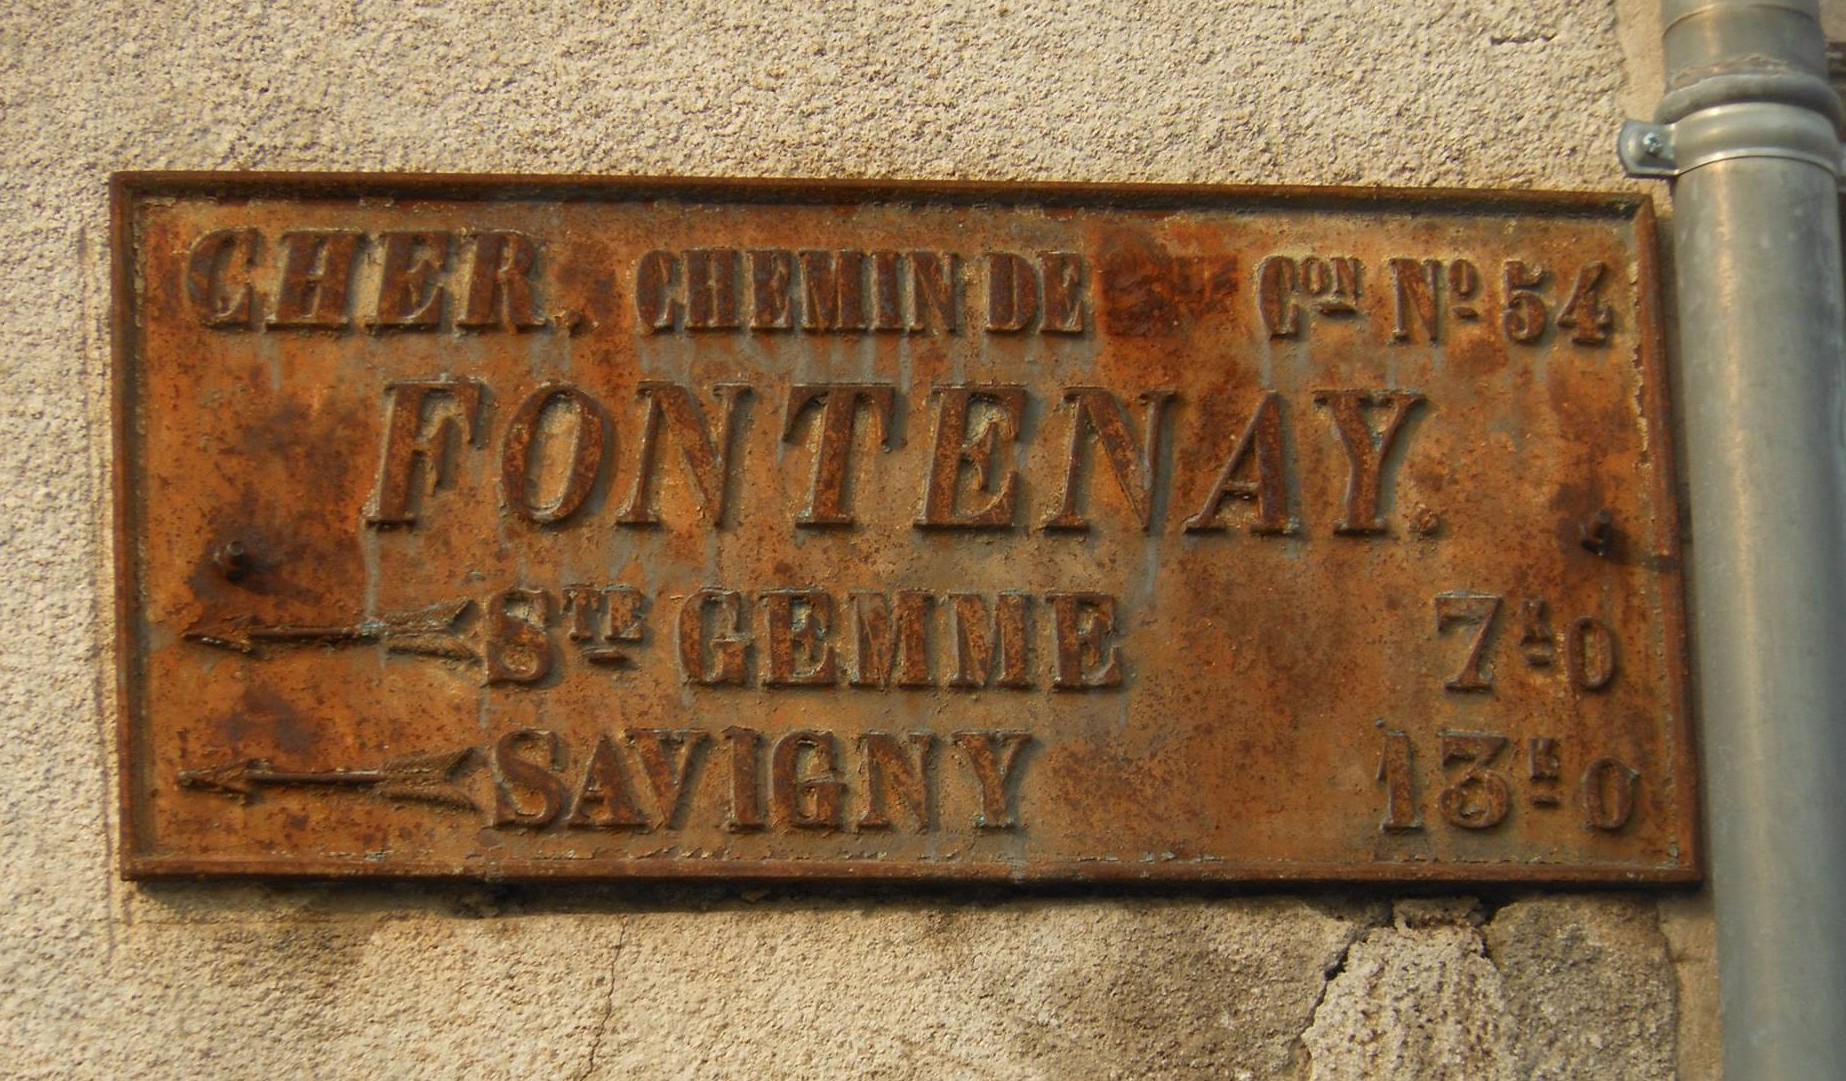 CHER. CHEMIN DE Cᴼᴺ Nᴼ 54
FONTENAY.
Sᵀᴱ GEMME 7ᴷ0
SAVIGNY 13ᴷ0